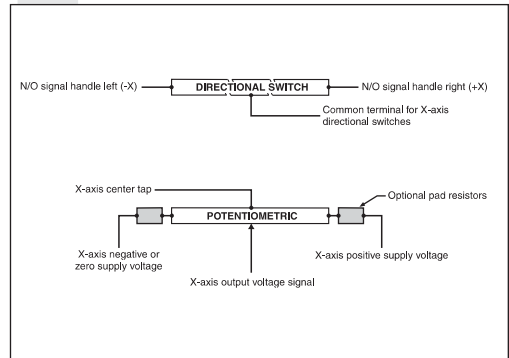 DIRECTIONAL SWITCH
N/O signal handle left (-X)
N/O signal handle right (+X)
Common terminal for X-axis
directional switches
X-axis center tap
Optional pad resistors
POTENTIOMETRIC
X-axis negative or
zero supply voltage
X-axis positive supply voltage
X-axis output voltage signal